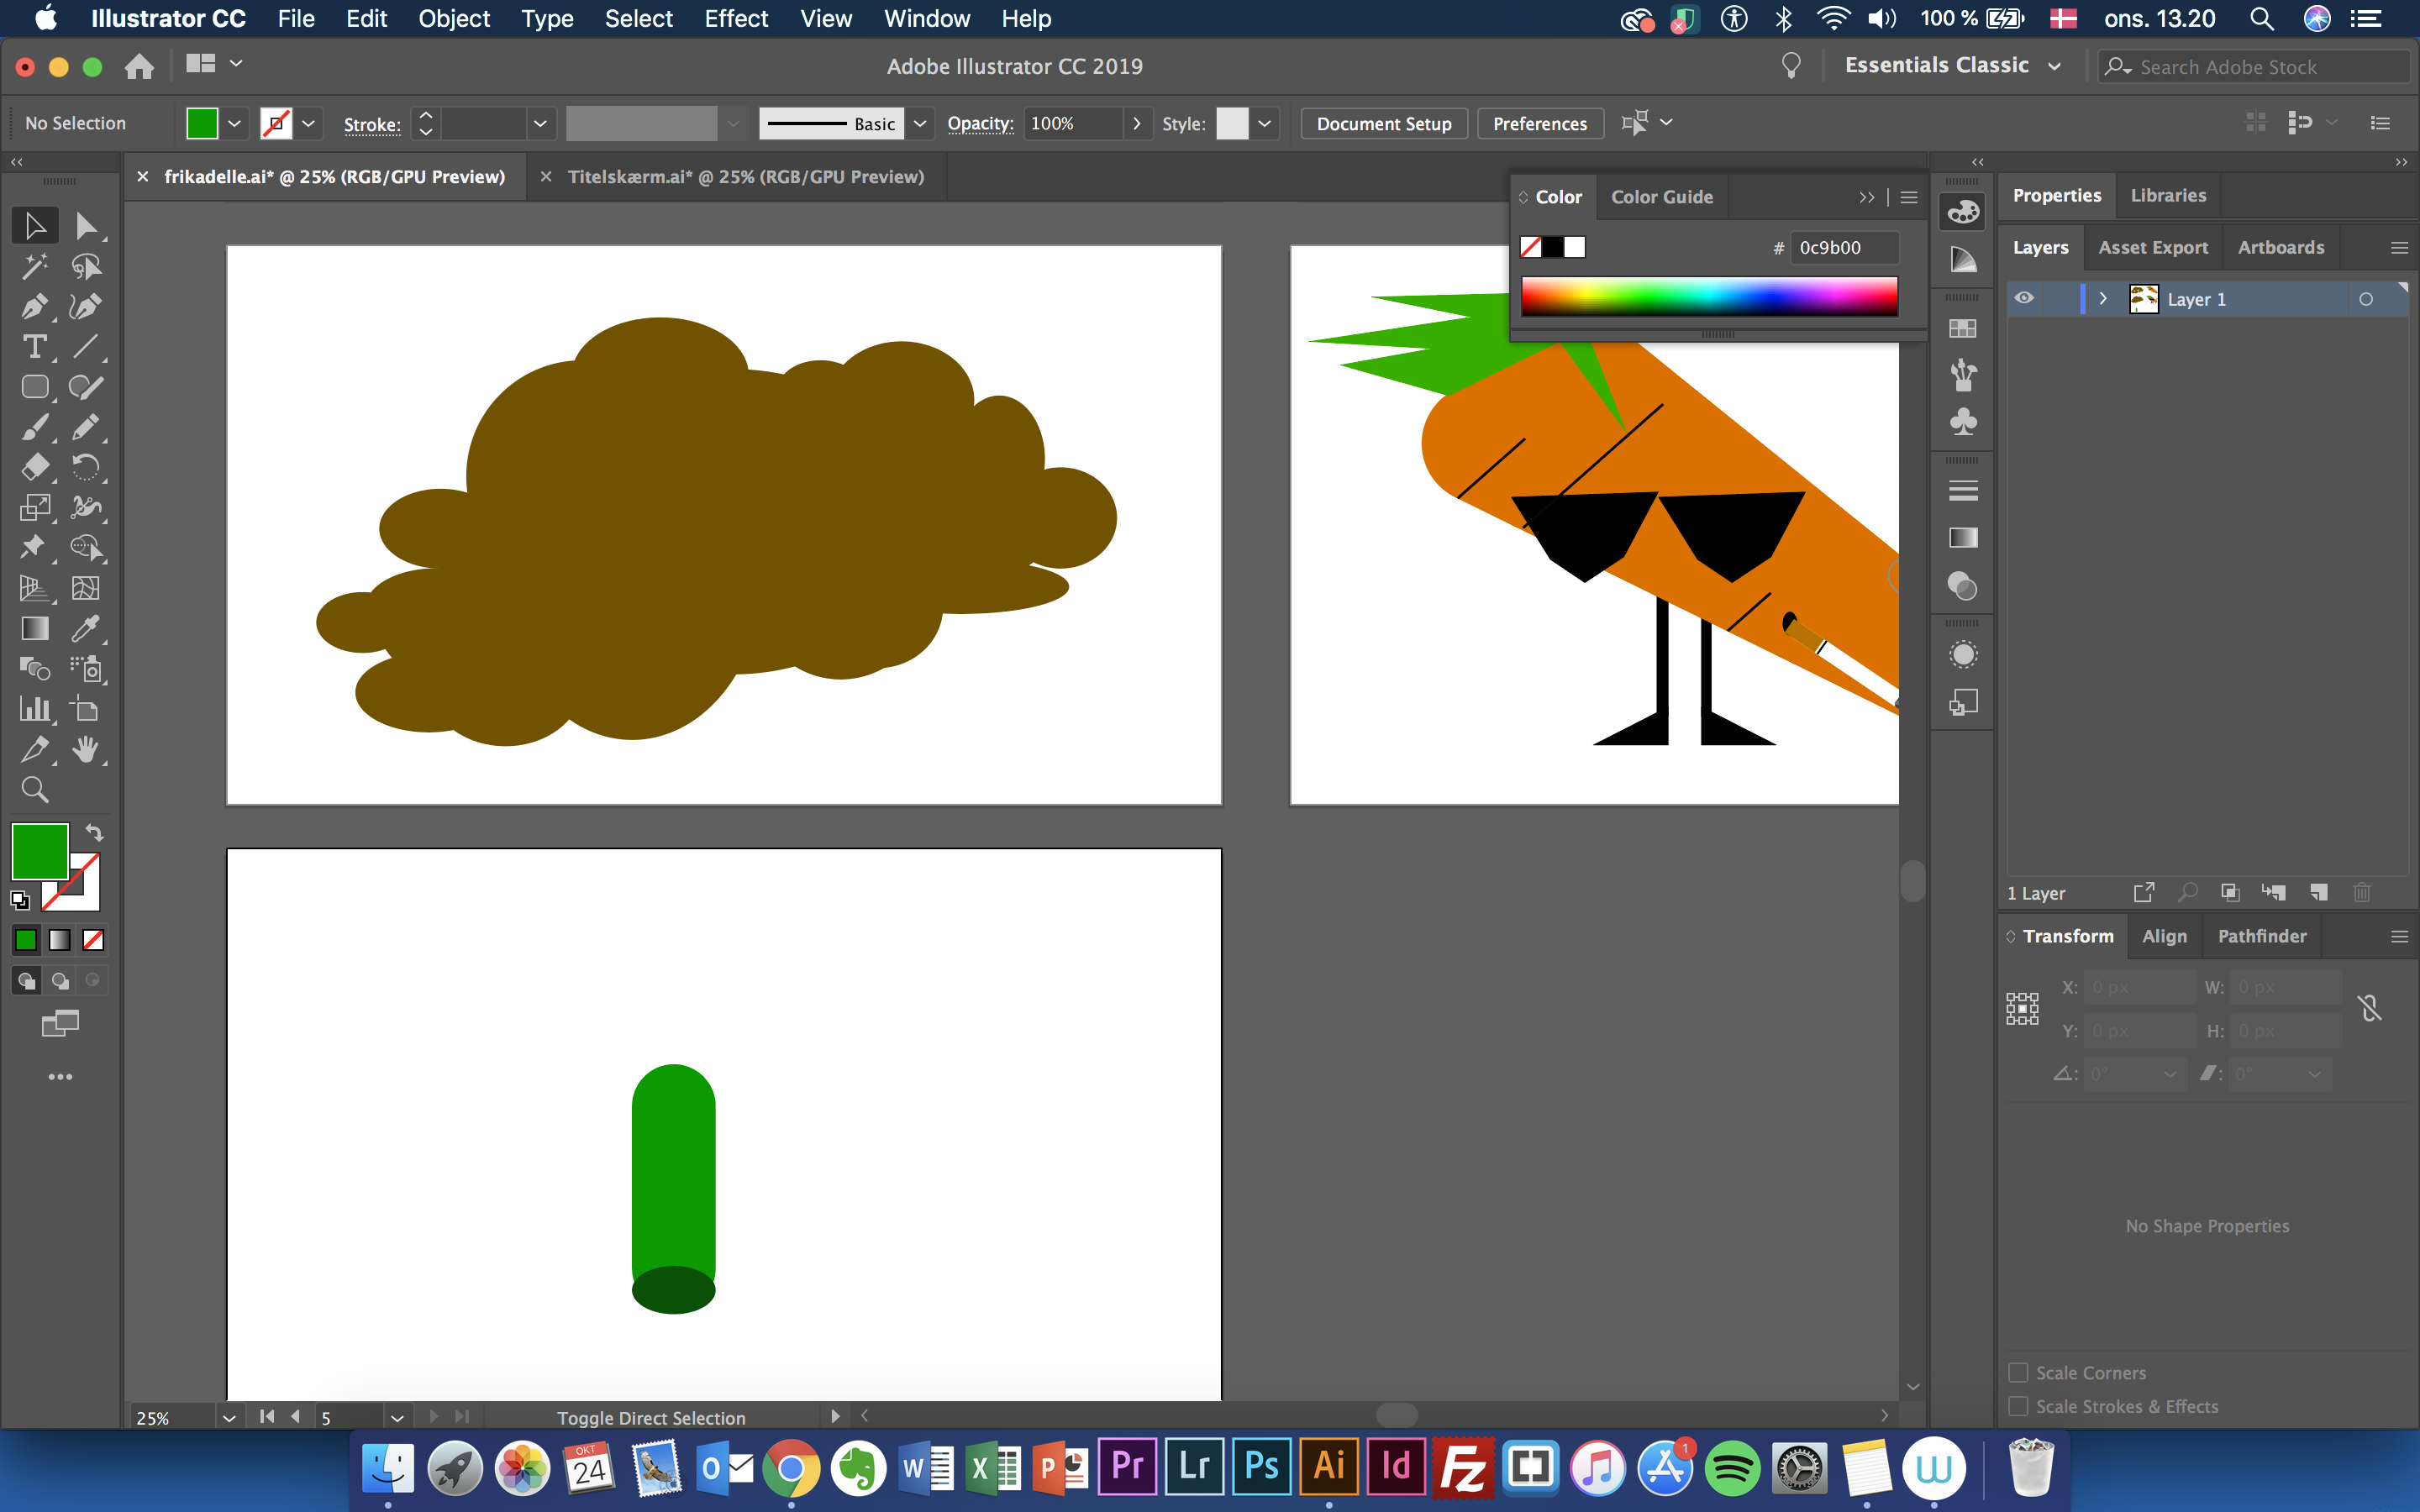 Illustrator CC File Edit Object Type Select Effect View Window Help 100 % ons. 13.20
Adobe Illustrator CC 2019 Essentials Classic Search Adobe Stock
No Selection Stroke: Basic Opacity: 100% Style: Document Setup Preferences
frikadelle.ai* @ 25% (RGB/GPU Preview) Titelskærm.ai* @ 25% (RGB/GPU Preview)
Color Color Guide
# 0c9b00
Properties Libraries
Layers Asset Export Artboards
Layer 1
1 Layer
Transform Align Pathfinder
X: 0 px W: 0 px
Y: 0 px H: 0 px
0° 0°
No Shape Properties
Scale Corners
Scale Strokes & Effects
25% 5 Toggle Direct Selection
OKT
24
O W X P Pr Lr Ps Ai Id Fz 1 W